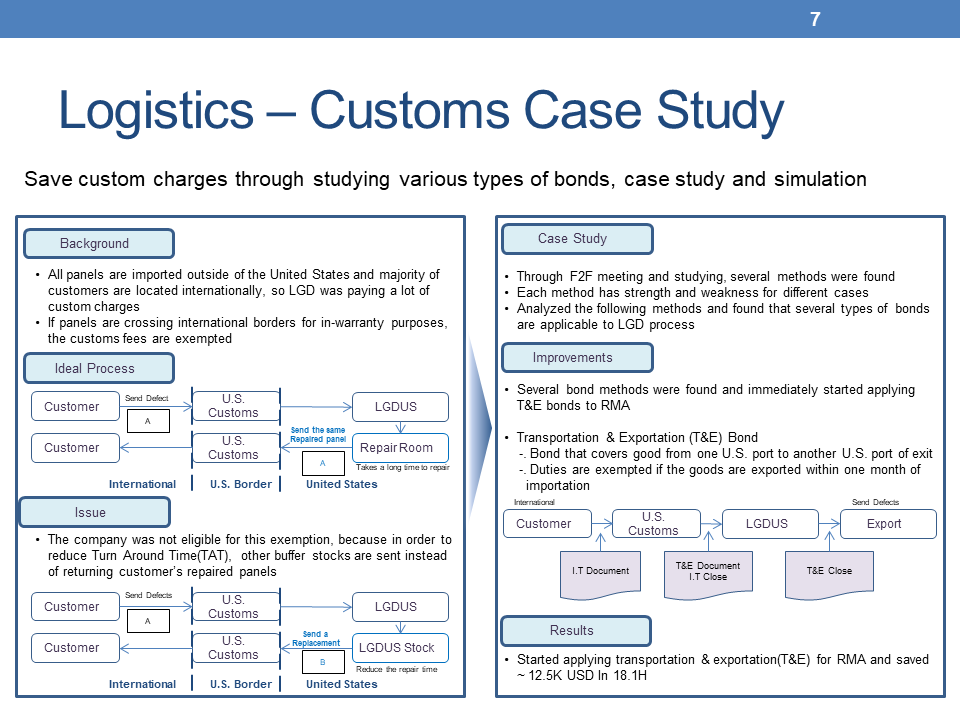 7
Logistics – Customs Case Study
Save custom charges through studying various types of bonds, case study and simulation
Background
• All panels are imported outside of the United States and majority of
customers are located internationally, so LGD was paying a lot of
custom charges
• If panels are crossing international borders for in-warranty purposes,
the customs fees are exempted
Ideal Process
Customer
Send Defect
A
U.S.
Customs
LGDUS
Customer
U.S.
Customs
Send the same
Repaired panel
A
Repair Room
Takes a long time to repair
International
U.S. Border
United States
Issue
• The company was not eligible for this exemption, because in order to
reduce Turn Around Time(TAT), other buffer stocks are sent instead
of returning customer's repaired panels
Customer
Send Defects
A
U.S.
Customs
LGDUS
Customer
U.S.
Customs
Send a
Replacement
B
LGDUS Stock
Reduce the repair time
International
U.S. Border
United States
Case Study
• Through F2F meeting and studying, several methods were found
• Each method has strength and weakness for different cases
• Analyzed the following methods and found that several types of bonds
are applicable to LGD process
Improvements
• Several bond methods were found and immediately started applying
T&E bonds to RMA
• Transportation & Exportation (T&E) Bond
-. Bond that covers good from one U.S. port to another U.S. port of exit
-. Duties are exempted if the goods are exported within one month of
importation
International
Send Defects
Customer
U.S.
Customs
LGDUS
Export
I.T Document
T&E Document
I.T Close
T&E Close
Results
• Started applying transportation & exportation(T&E) for RMA and saved
~ 12.5K USD In 18.1H